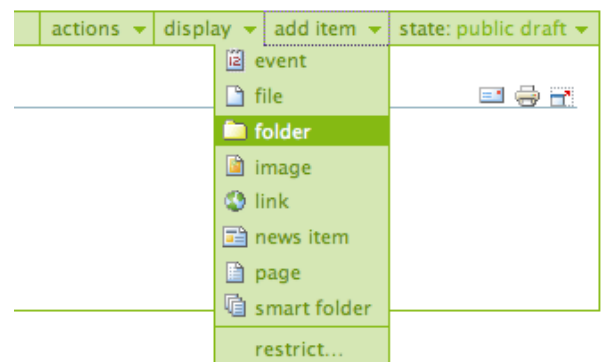 actions display add item state: public draft
event
file
folder
image
link
news item
page
smart folder
restrict...